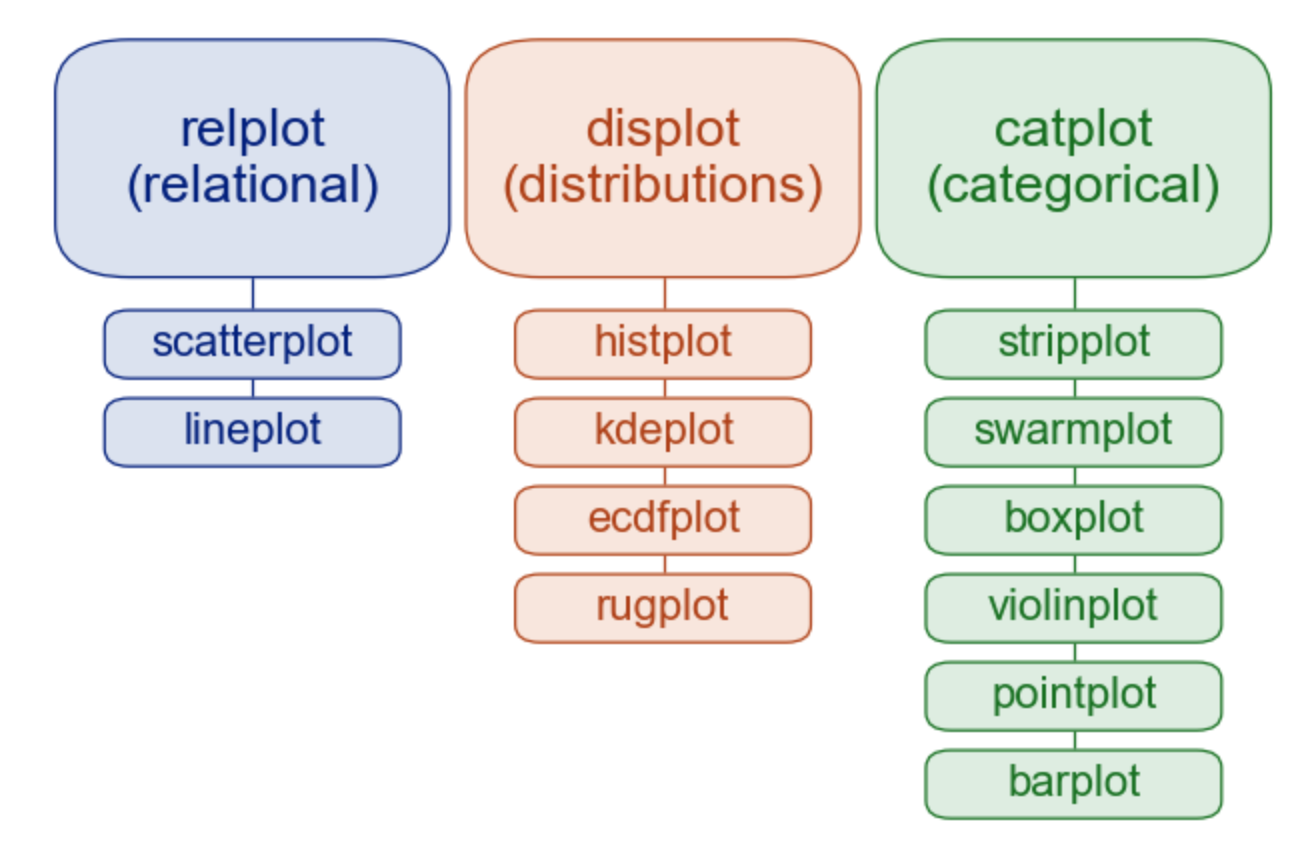 relplot
(relational)
scatterplot
lineplot
displot
(distributions)
histplot
kdeplot
ecdfplot
rugplot
catplot
(categorical)
stripplot
swarmplot
boxplot
violinplot
pointplot
barplot